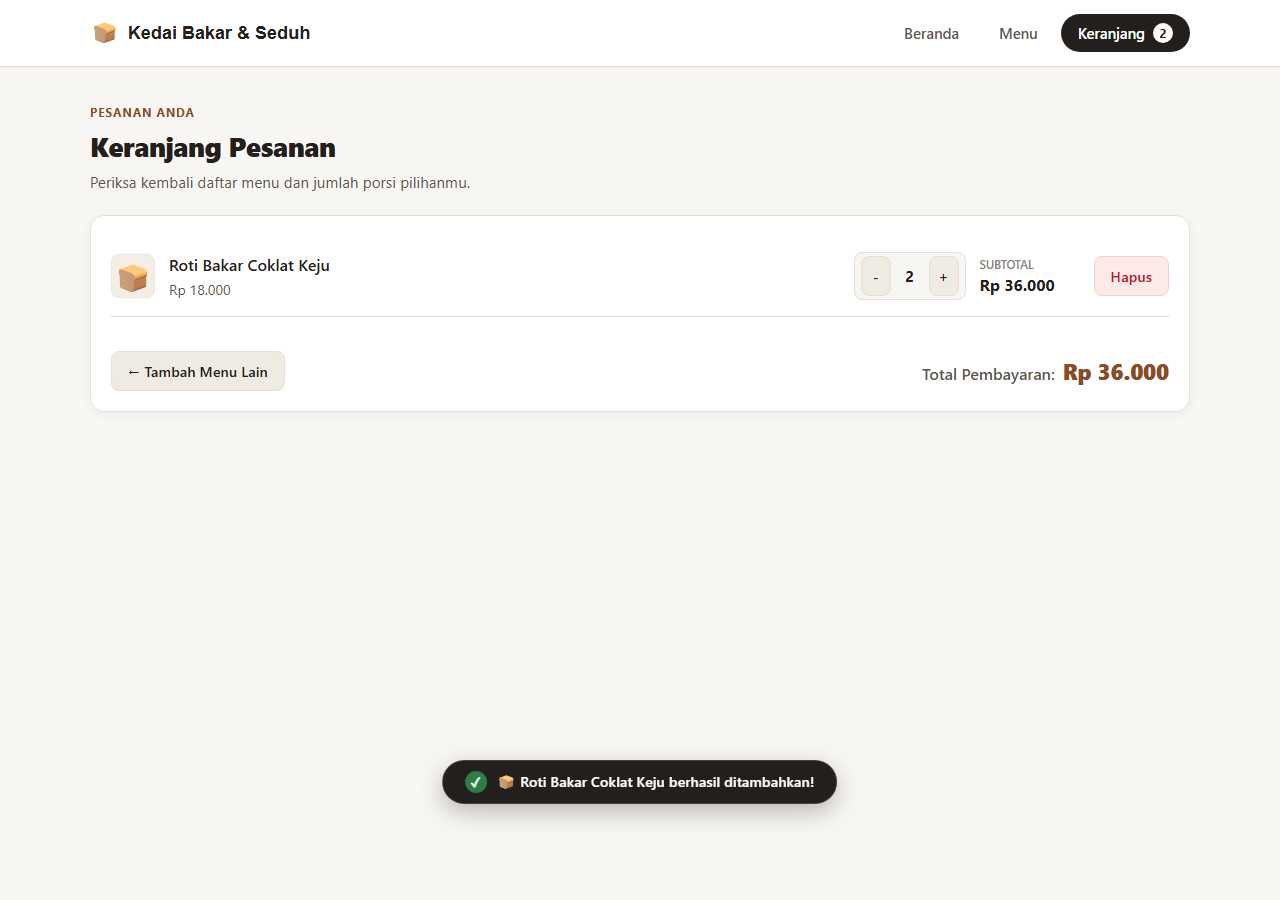 Kedai Bakar & Seduh
Beranda
Menu
Keranjang 2
PESANAN ANDA
Keranjang Pesanan
Periksa kembali daftar menu dan jumlah porsi pilihanmu.
Roti Bakar Coklat Keju
Rp 18.000
- 2 +
SUBTOTAL
Rp 36.000
Hapus
← Tambah Menu Lain
Total Pembayaran: Rp 36.000
Roti Bakar Coklat Keju berhasil ditambahkan!